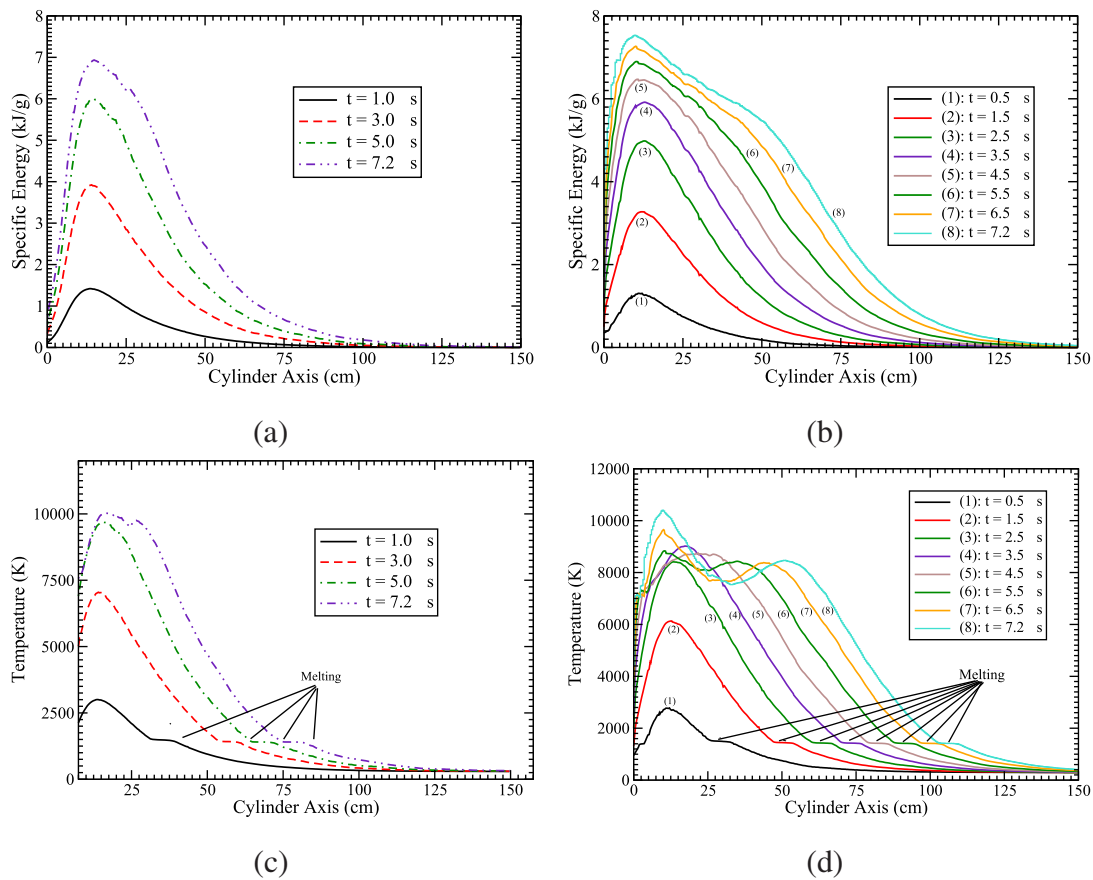 8
7
6
5
4
3
2
1
0
0 25 50 75 100 125 150
Specific Energy (kJ/g)
Cylinder Axis (cm)
t = 1.0 s
t = 3.0 s
t = 5.0 s
t = 7.2 s
(a)
8
7
6
5
4
3
2
1
0
0 25 50 75 100 125 150
Specific Energy (kJ/g)
Cylinder Axis (cm)
(1): t = 0.5 s
(2): t = 1.5 s
(3): t = 2.5 s
(4): t = 3.5 s
(5): t = 4.5 s
(6): t = 5.5 s
(7): t = 6.5 s
(8): t = 7.2 s
(5)
(4)
(3)
(6)
(7)
(8)
(2)
(1)
(b)
10000
7500
5000
2500
0
25 50 75 100 125 150
Temperature (K)
Cylinder Axis (cm)
t = 1.0 s
t = 3.0 s
t = 5.0 s
t = 7.2 s
Melting
(c)
12000
10000
8000
6000
4000
2000
0
0 25 50 75 100 125 150
Temperature (K)
Cylinder Axis (cm)
(1): t = 0.5 s
(2): t = 1.5 s
(3): t = 2.5 s
(4): t = 3.5 s
(5): t = 4.5 s
(6): t = 5.5 s
(7): t = 6.5 s
(8): t = 7.2 s
(2)
(3)
(4)
(5)
(6)
(7)
(8)
(1)
Melting
(d)